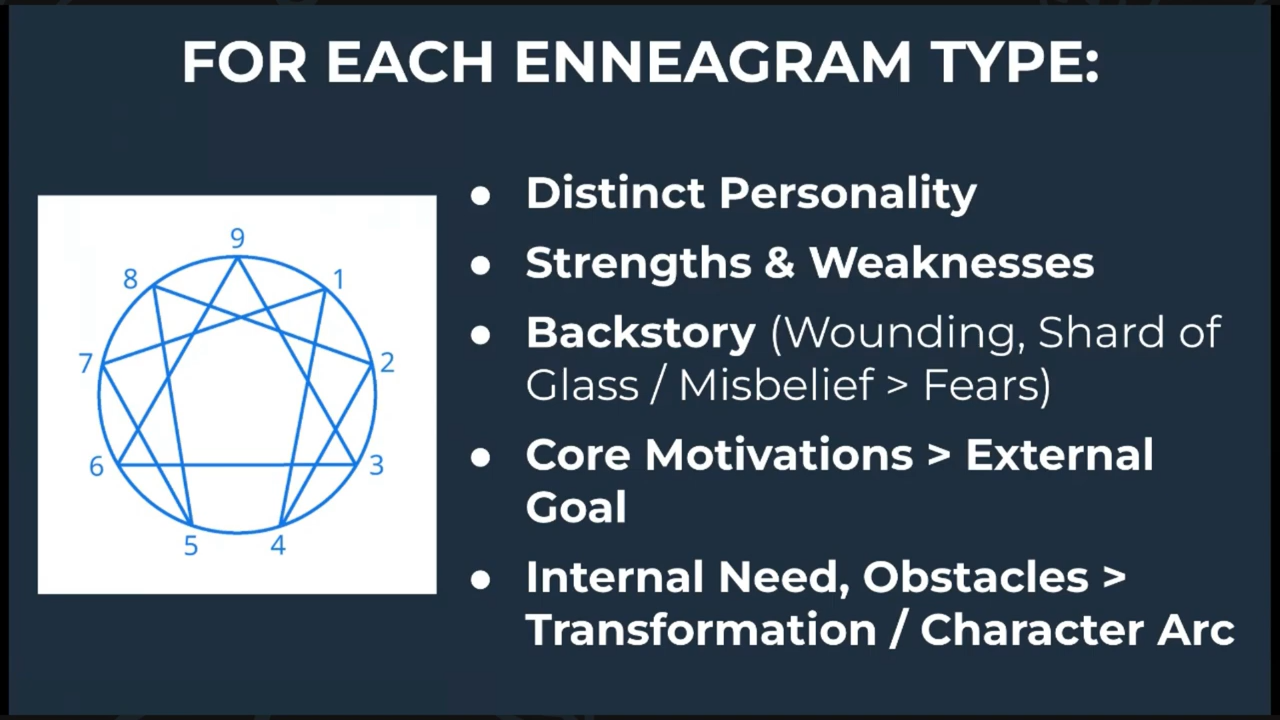 FOR EACH ENNEAGRAM TYPE:
● Distinct Personality
● Strengths & Weaknesses
● Backstory (Wounding, Shard of
Glass / Misbelief > Fears)
● Core Motivations > External
Goal
● Internal Need, Obstacles >
Transformation / Character Arc
9
8 1
7 2
6 3
5 4